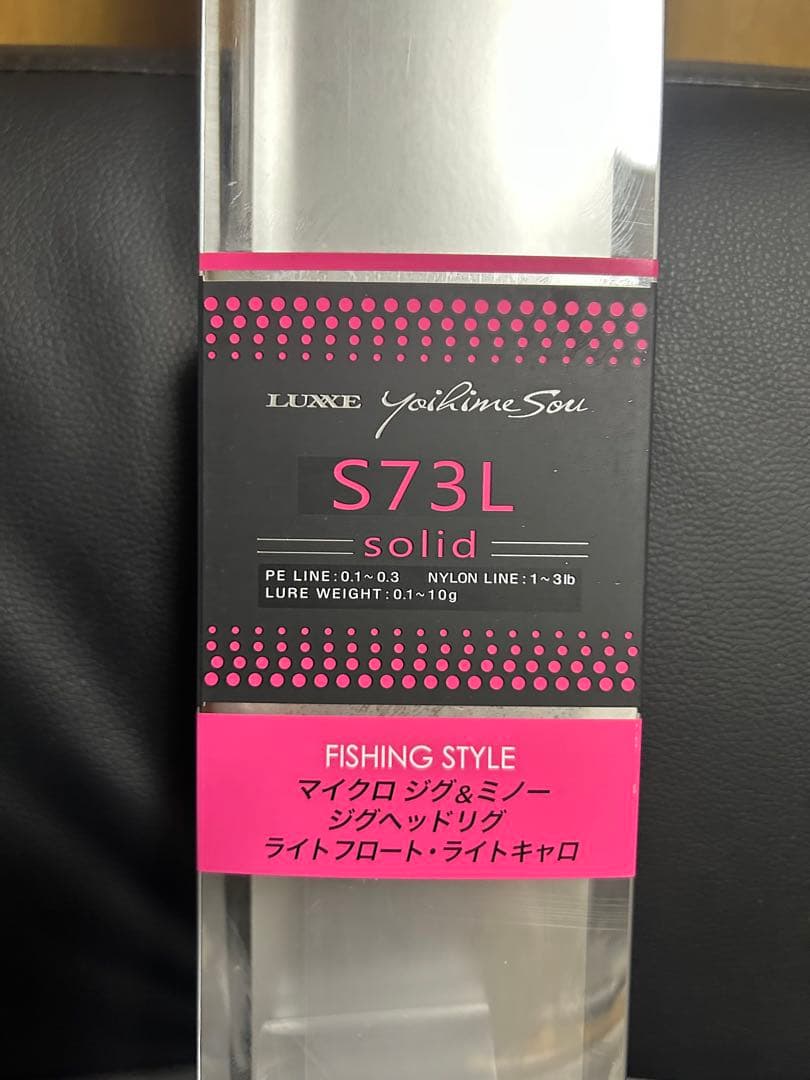 LUXXE yoihime Sou
S73L
solid
PE LINE:0.1~0.3 NYLON LINE:1~3lb
LURE WEIGHT:0.1~10g
FISHING STYLE
マイクロ ジグ&ミノー
ジグヘッドリグ
ライトフロート・ライトキャロ